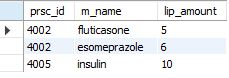 prsc_id m_name lip_amount
4002 fluticasone 5
4002 esomeprazole 6
4005 insulin 10